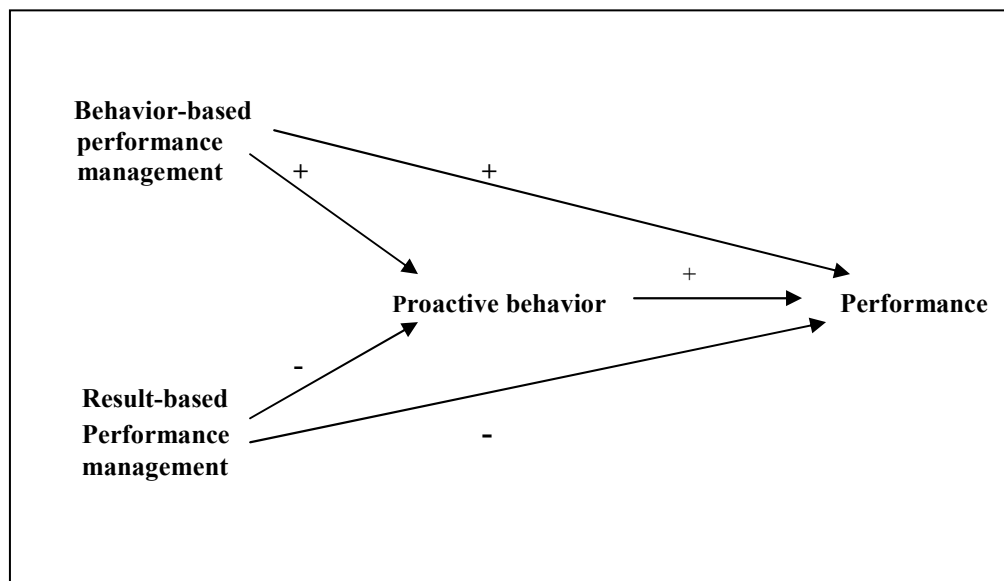 Behavior-based
performance
management
+
+
+
Proactive behavior
Performance
-
Result-based
Performance
management
-